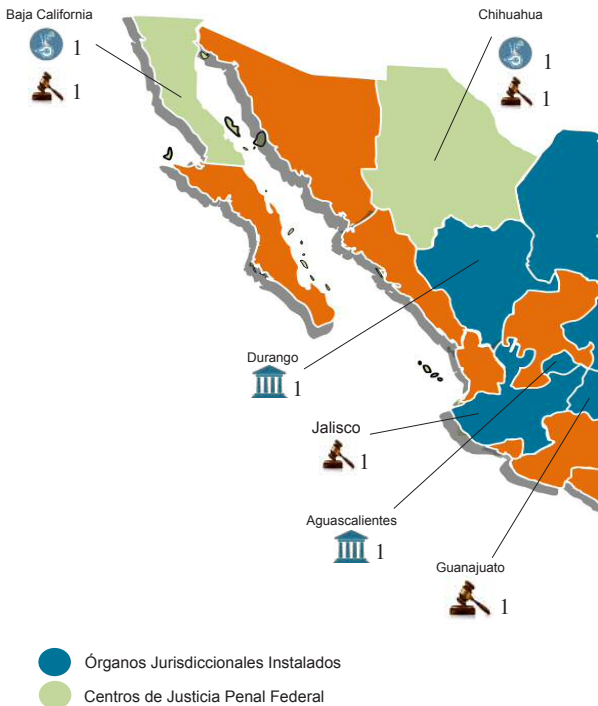 Baja California
1
1
Chihuahua
1
1
Durango
1
Jalisco
1
Aguascalientes
1
Guanajuato
1
Órganos Jurisdiccionales Instalados
Centros de Justicia Penal Federal